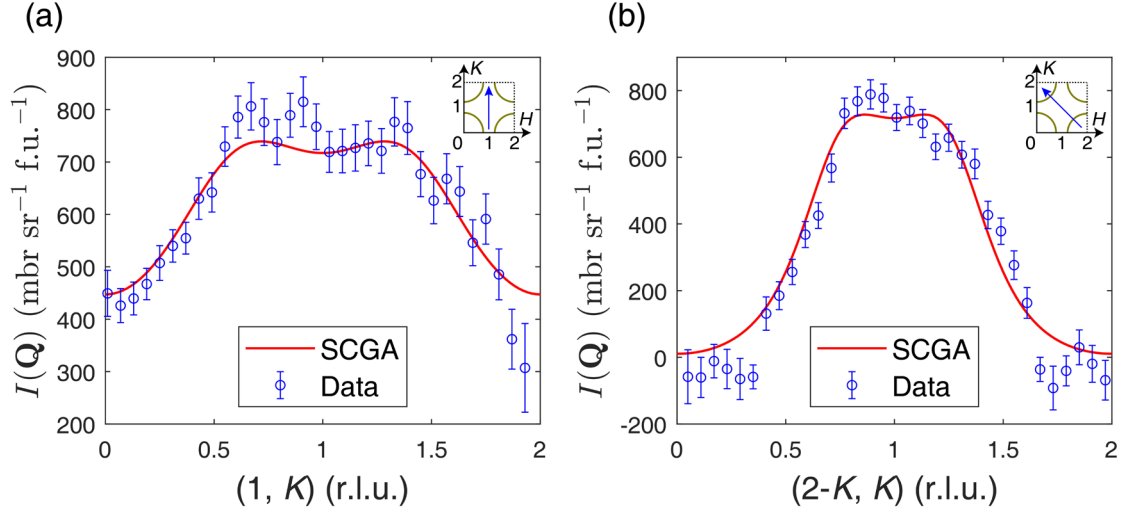 (a)
I(Q) (mbr sr⁻¹ f.u.⁻¹)
900
800
700
600
500
400
300
200
K
2
1
0
1
2
H
SCGA
Data
0
0.5
1
1.5
2
(1, K) (r.l.u.)
(b)
I(Q) (mbr sr⁻¹ f.u.⁻¹)
800
600
400
200
0
-200
K
2
1
0
1
2
H
SCGA
Data
0
0.5
1
1.5
2
(2-K, K) (r.l.u.)